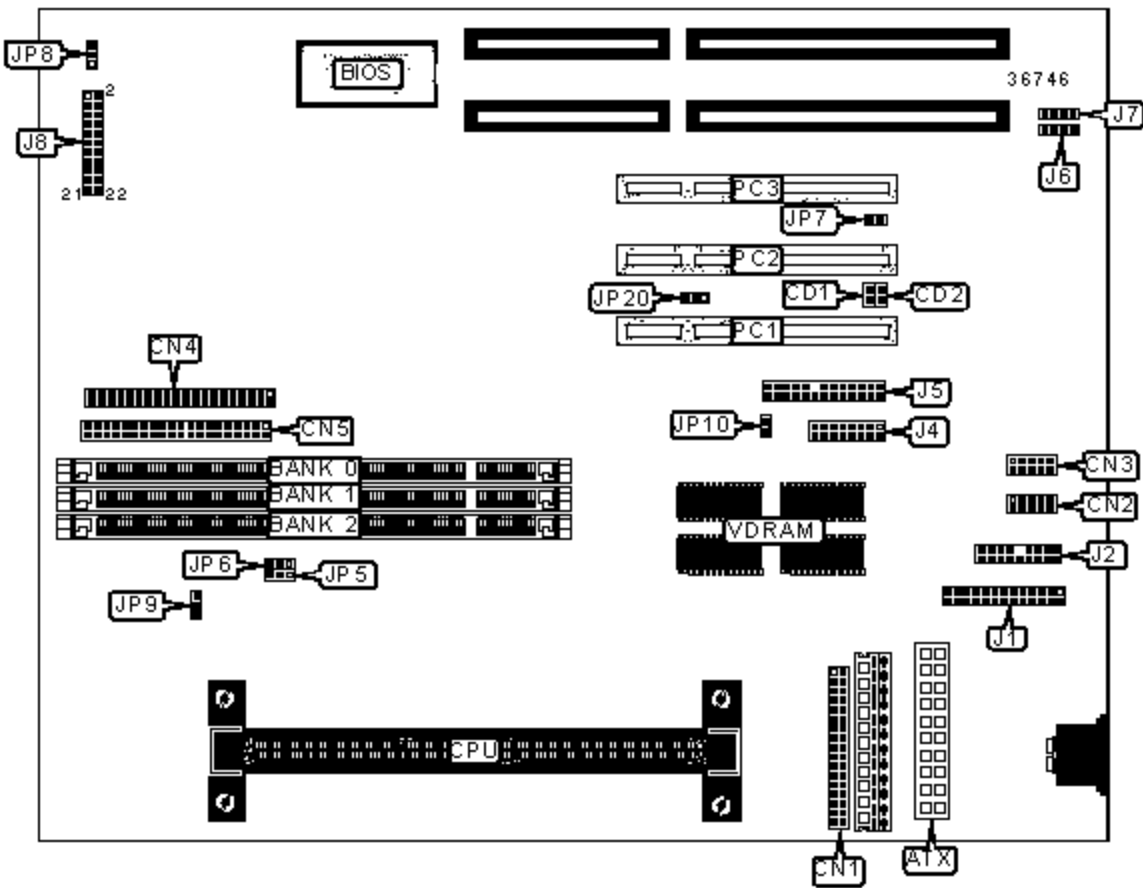 JP8
BIOS
36746
2
J7
J8
J6
21 22
PC3
JP7
PC2
JP20
CD1
CD2
PC1
CN4
J5
JP10
J4
CN5
BANK 0
CN3
BANK 1
CN2
BANK 2
VDRAM
J2
JP6
JP5
JP9
J1
CPU
CN1
ATX